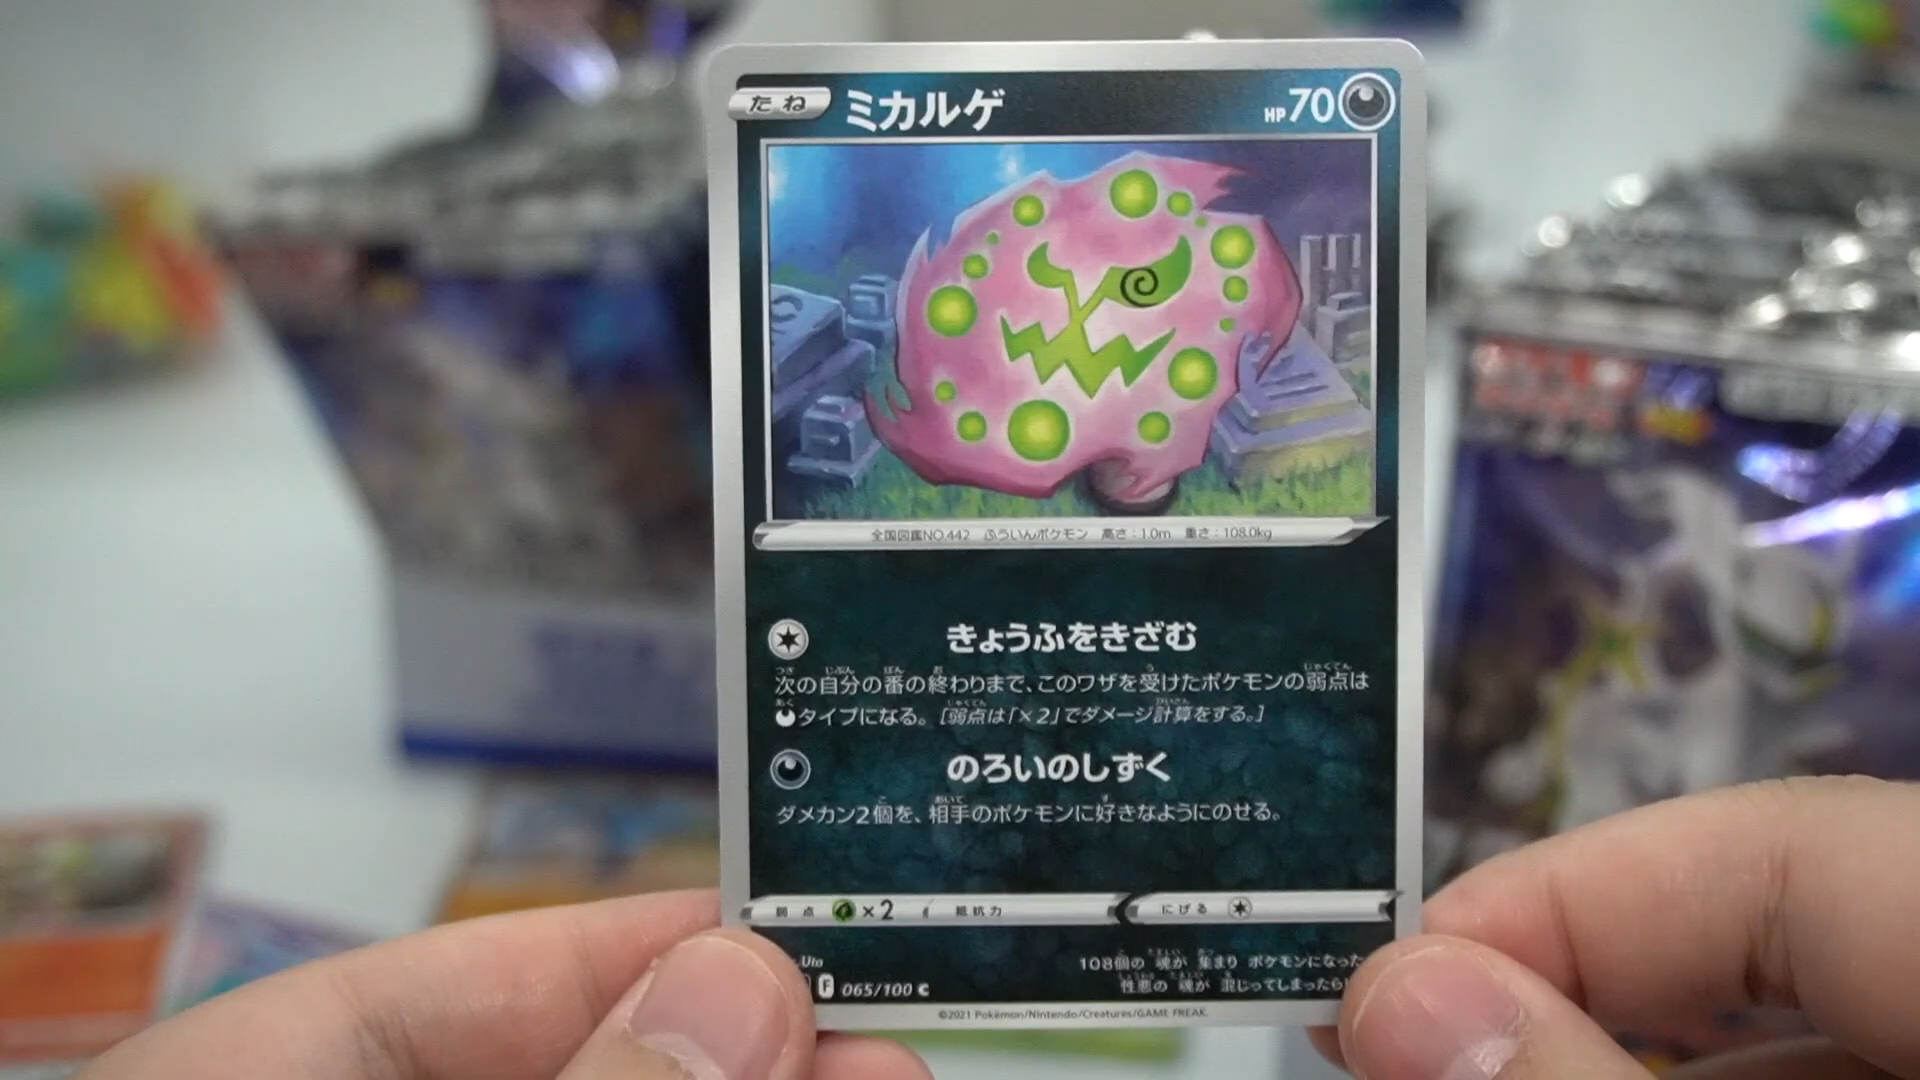 たね ミカルゲ HP70
全国図鑑NO.442 ふういんポケモン 高さ:1.0m 重さ:108.0kg
きょうふをきざむ
次の自分の番の終わりまで、このワザを受けたポケモンの弱点は
タイプになる。[弱点は「×2」でダメージ計算をする。]
のろいのしずく
ダメカン2個を、相手のポケモンに好きなようにのせる。
弱点 ×2 抵抗力 にげる
Uta
108個の 魂が 集まり ポケモンになった
F 065/100 C
性悪の 魂が 混じってしまったら
©2021 Pokémon/Nintendo/Creatures/GAME FREAK.